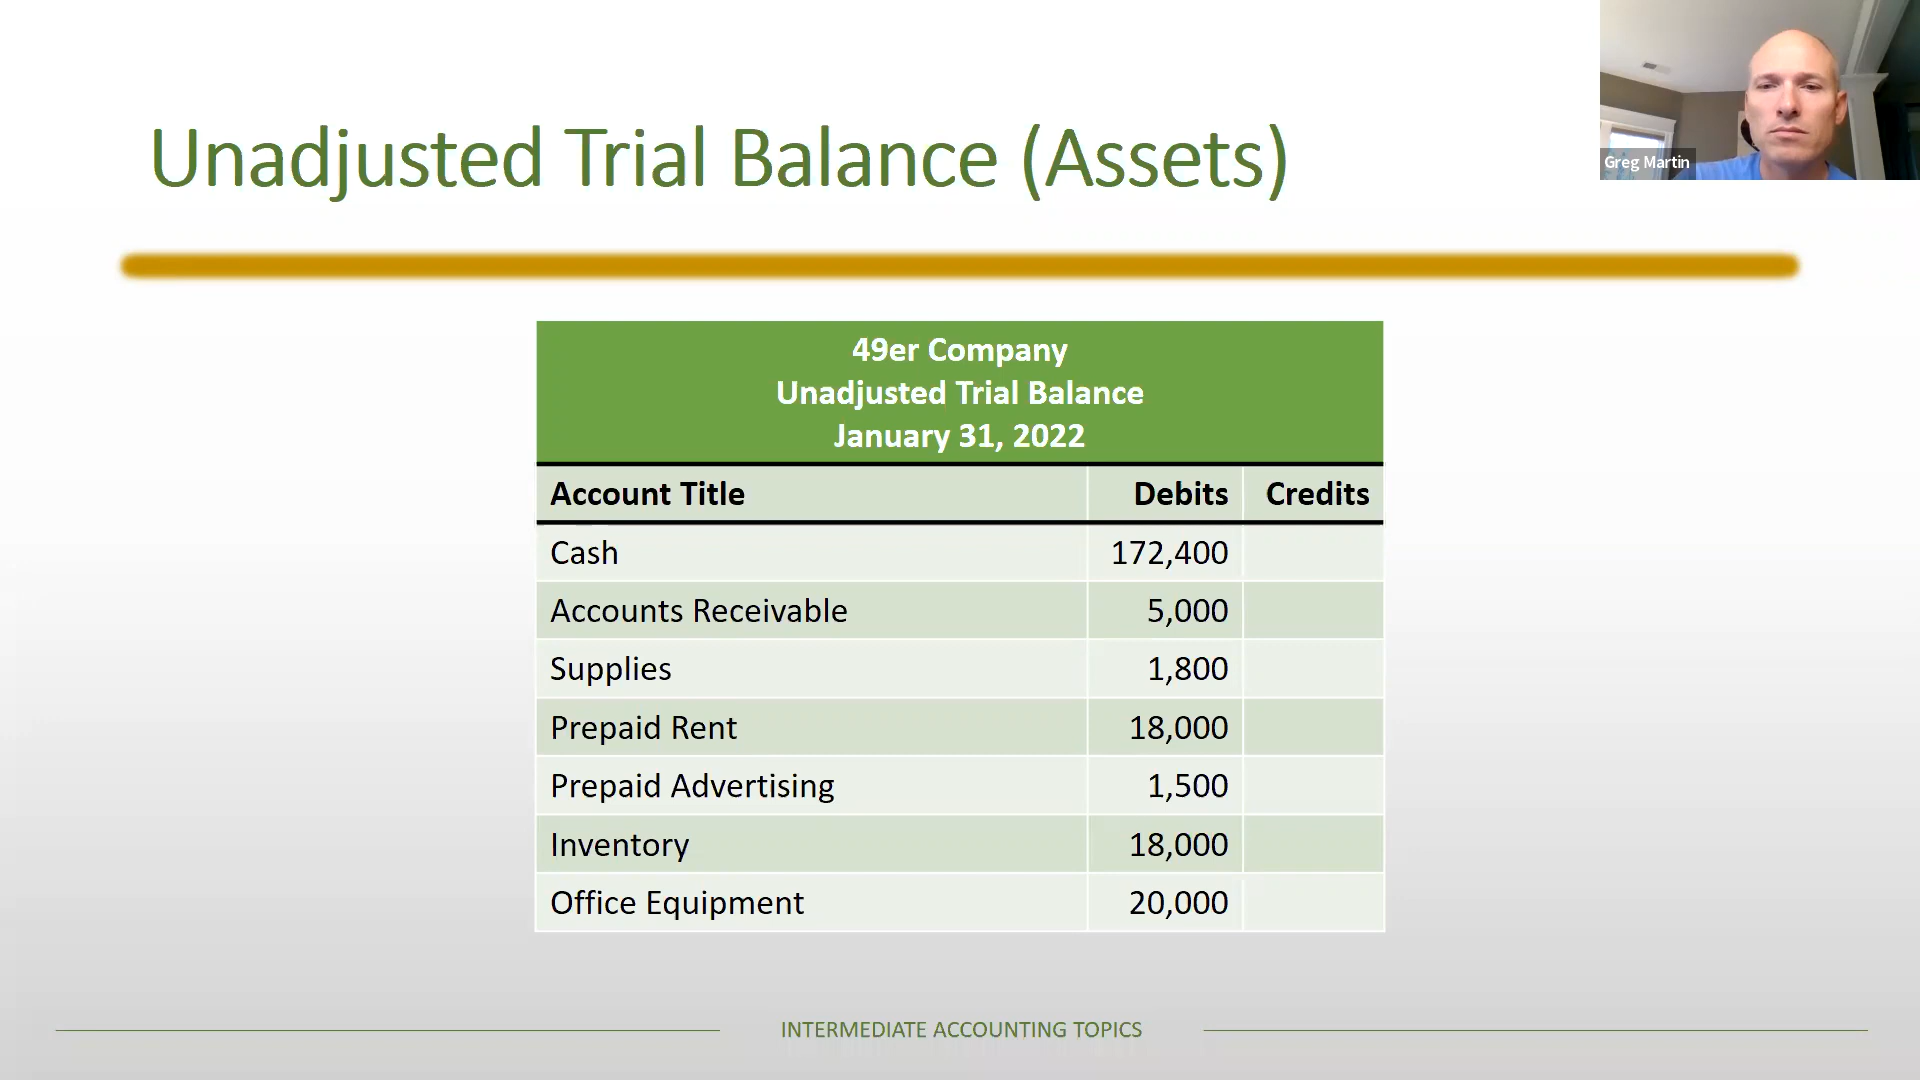 Unadjusted Trial Balance (Assets)
Greg Martin
49er Company
Unadjusted Trial Balance
January 31, 2022
Account Title Debits Credits
Cash 172,400
Accounts Receivable 5,000
Supplies 1,800
Prepaid Rent 18,000
Prepaid Advertising 1,500
Inventory 18,000
Office Equipment 20,000
INTERMEDIATE ACCOUNTING TOPICS